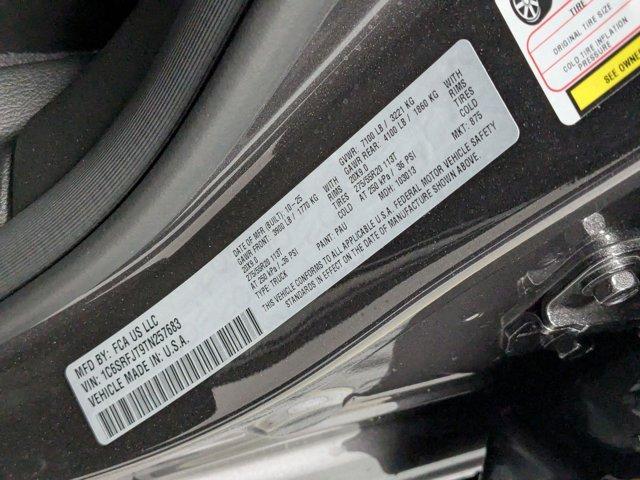 MFD BY: FCA US LLC
VIN: 1C6SRFJT9TN257683
VEHICLE MADE IN: U.S.A.
DATE OF MFR (BUILT) 10-25
GAWR FRONT: 3900 LB / 1770 KG WITH
20X9.0 RIMS
275/55R20 113T TIRES
AT 250 kPa / 36 PSI COLD
TYPE: TRUCK
GVWR: 7100 LB / 3221 KG
GAWR REAR: 4100 LB / 1860 KG WITH
20X9.0 RIMS
275/55R20 113T TIRES
AT 250 kPa / 36 PSI COLD
PAINT: PAU MDH: 103013 MKT: 875
THIS VEHICLE CONFORMS TO ALL APPLICABLE U.S.A. FEDERAL MOTOR VEHICLE SAFETY
STANDARDS IN EFFECT ON THE DATE OF MANUFACTURE SHOWN ABOVE.
TIRE
ORIGINAL TIRE SIZE
COLD TIRE INFLATION
PRESSURE
SEE OWNER